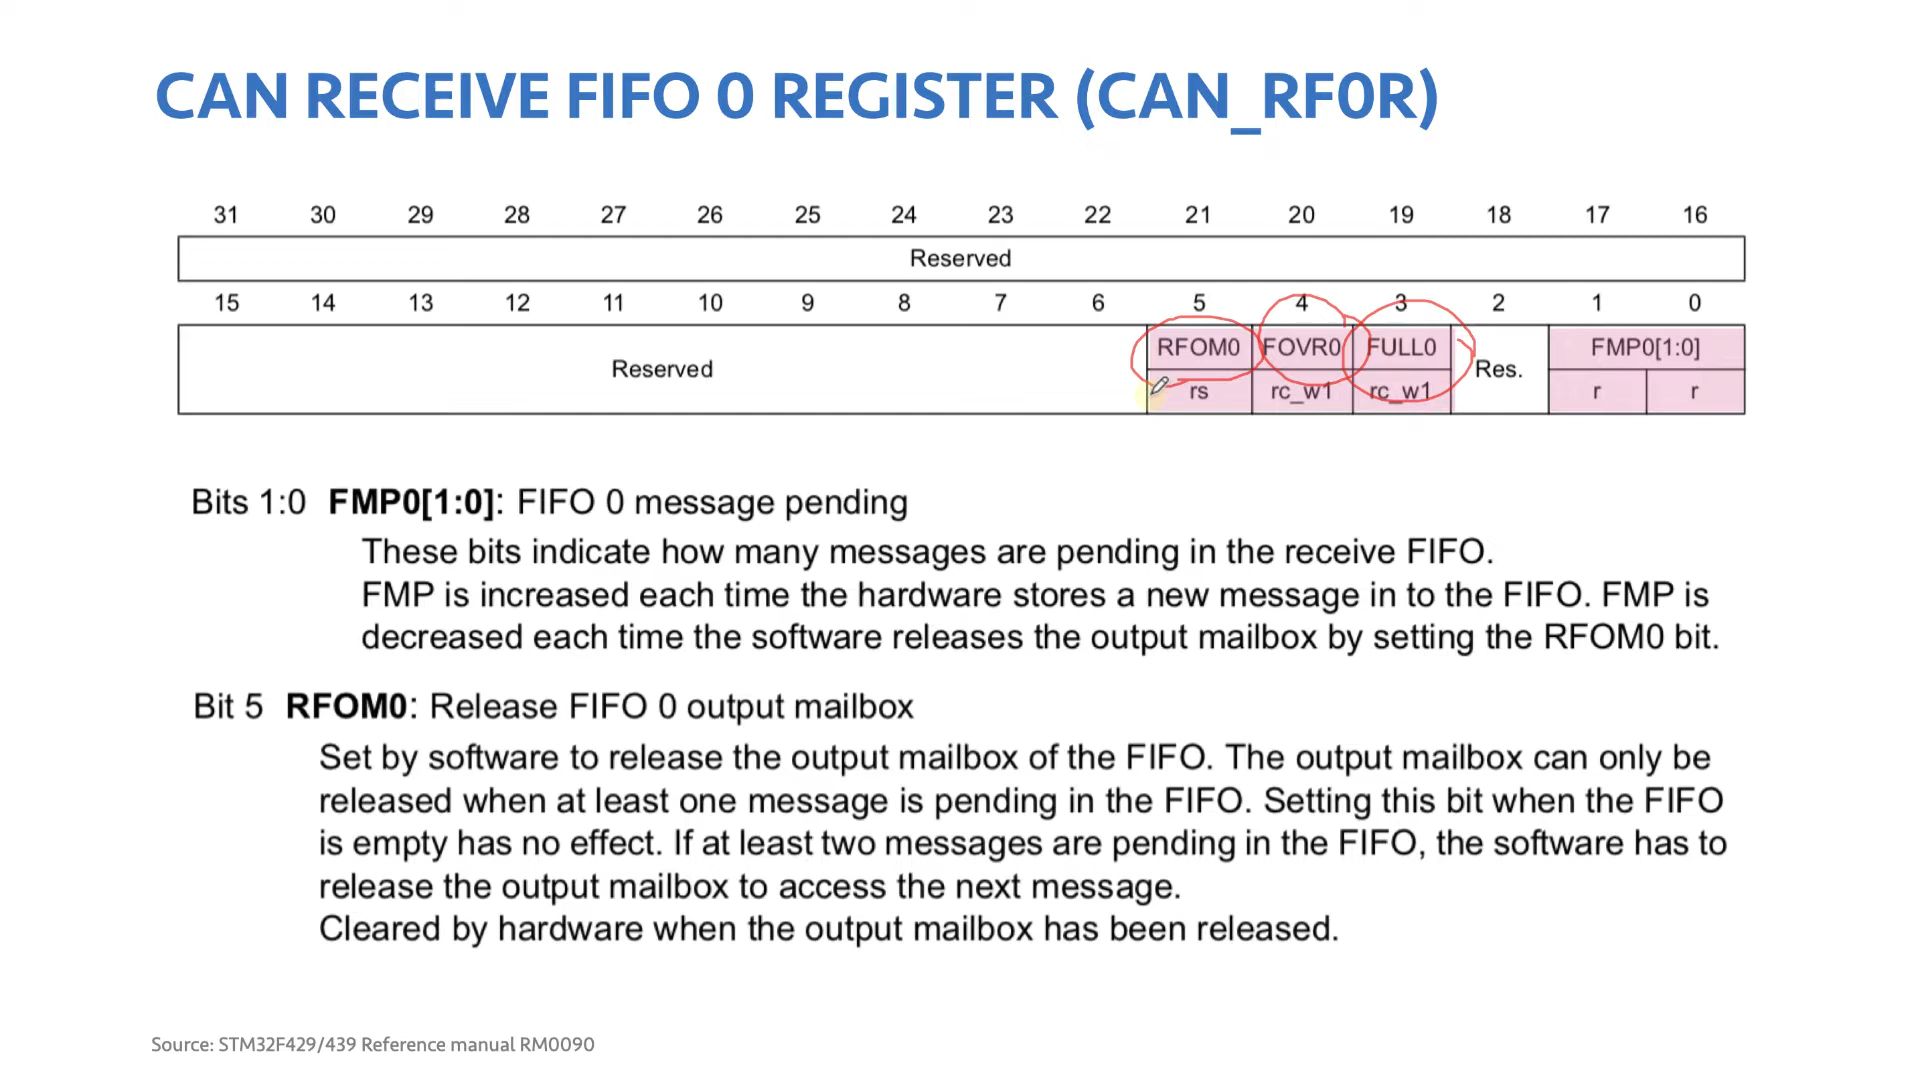 CAN RECEIVE FIFO 0 REGISTER (CAN_RF0R)
31 30 29 28 27 26 25 24 23 22 21 20 19 18 17 16
Reserved
15 14 13 12 11 10 9 8 7 6 5 4 3 2 1 0
Reserved RFOM0 FOVR0 FULL0 Res. FMP0[1:0]
rs rc_w1 rc_w1 r r
Bits 1:0 FMP0[1:0]: FIFO 0 message pending
These bits indicate how many messages are pending in the receive FIFO.
FMP is increased each time the hardware stores a new message in to the FIFO. FMP is
decreased each time the software releases the output mailbox by setting the RFOM0 bit.
Bit 5 RFOM0: Release FIFO 0 output mailbox
Set by software to release the output mailbox of the FIFO. The output mailbox can only be
released when at least one message is pending in the FIFO. Setting this bit when the FIFO
is empty has no effect. If at least two messages are pending in the FIFO, the software has to
release the output mailbox to access the next message.
Cleared by hardware when the output mailbox has been released.
Source: STM32F429/439 Reference manual RM0090